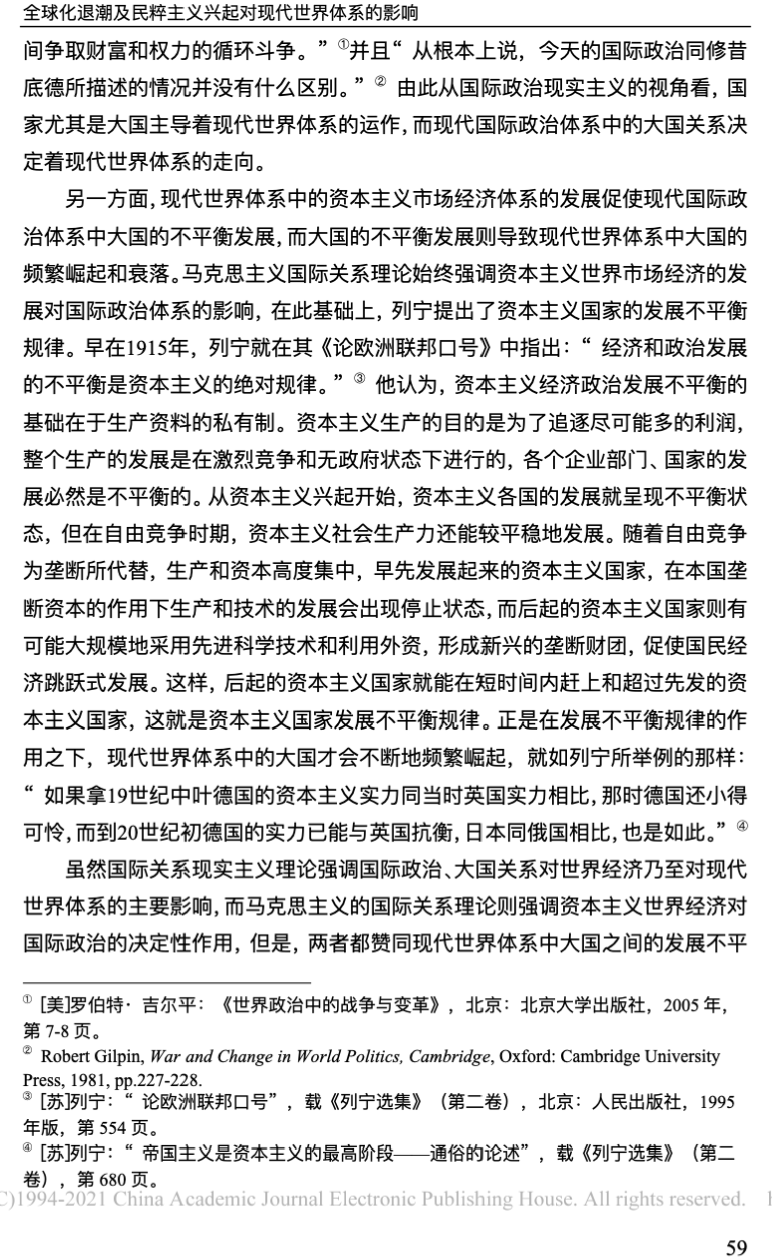 全球化退潮及民粹主义兴起对现代世界体系的影响
间争取财富和权力的循环斗争。”①并且“ 从根本上说，今天的国际政治同修昔
底德所描述的情况并没有什么区别。”② 由此从国际政治现实主义的视角看，国
家尤其是大国主导着现代世界体系的运作，而现代国际政治体系中的大国关系决
定着现代世界体系的走向。
另一方面，现代世界体系中的资本主义市场经济体系的发展促使现代国际政
治体系中大国的不平衡发展，而大国的不平衡发展则导致现代世界体系中大国的
频繁崛起和衰落。马克思主义国际关系理论始终强调资本主义世界市场经济的发
展对国际政治体系的影响，在此基础上，列宁提出了资本主义国家的发展不平衡
规律。早在1915年，列宁就在其《论欧洲联邦口号》中指出：“ 经济和政治发展
的不平衡是资本主义的绝对规律。”③ 他认为，资本主义经济政治发展不平衡的
基础在于生产资料的私有制。资本主义生产的目的是为了追逐尽可能多的利润，
整个生产的发展是在激烈竞争和无政府状态下进行的，各个企业部门、国家的发
展必然是不平衡的。从资本主义兴起开始，资本主义各国的发展就呈现不平衡状
态，但在自由竞争时期，资本主义社会生产力还能较平稳地发展。随着自由竞争
为垄断所代替，生产和资本高度集中，早先发展起来的资本主义国家，在本国垄
断资本的作用下生产和技术的发展会出现停止状态，而后起的资本主义国家则有
可能大规模地采用先进科学技术和利用外资，形成新兴的垄断财团，促使国民经
济跳跃式发展。这样，后起的资本主义国家就能在短时间内赶上和超过先发的资
本主义国家，这就是资本主义国家发展不平衡规律。正是在发展不平衡规律的作
用之下，现代世界体系中的大国才会不断地频繁崛起，就如列宁所举例的那样：
“ 如果拿19世纪中叶德国的资本主义实力同当时英国实力相比，那时德国还小得
可怜，而到20世纪初德国的实力已能与英国抗衡，日本同俄国相比，也是如此。”④
虽然国际关系现实主义理论强调国际政治、大国关系对世界经济乃至对现代
世界体系的主要影响，而马克思主义的国际关系理论则强调资本主义世界经济对
国际政治的决定性作用，但是，两者都赞同现代世界体系中大国之间的发展不平
① [美]罗伯特· 吉尔平：《世界政治中的战争与变革》，北京：北京大学出版社，2005 年，
第 7-8 页。
② Robert Gilpin, War and Change in World Politics, Cambridge, Oxford: Cambridge University
Press, 1981, pp.227-228.
③ [苏]列宁：“ 论欧洲联邦口号”，载《列宁选集》（第二卷），北京：人民出版社，1995
年版，第 554 页。
④ [苏]列宁：“ 帝国主义是资本主义的最高阶段——通俗的论述”，载《列宁选集》（第二
卷），第 680 页。
C)1994-2021 China Academic Journal Electronic Publishing House. All rights reserved. h
59